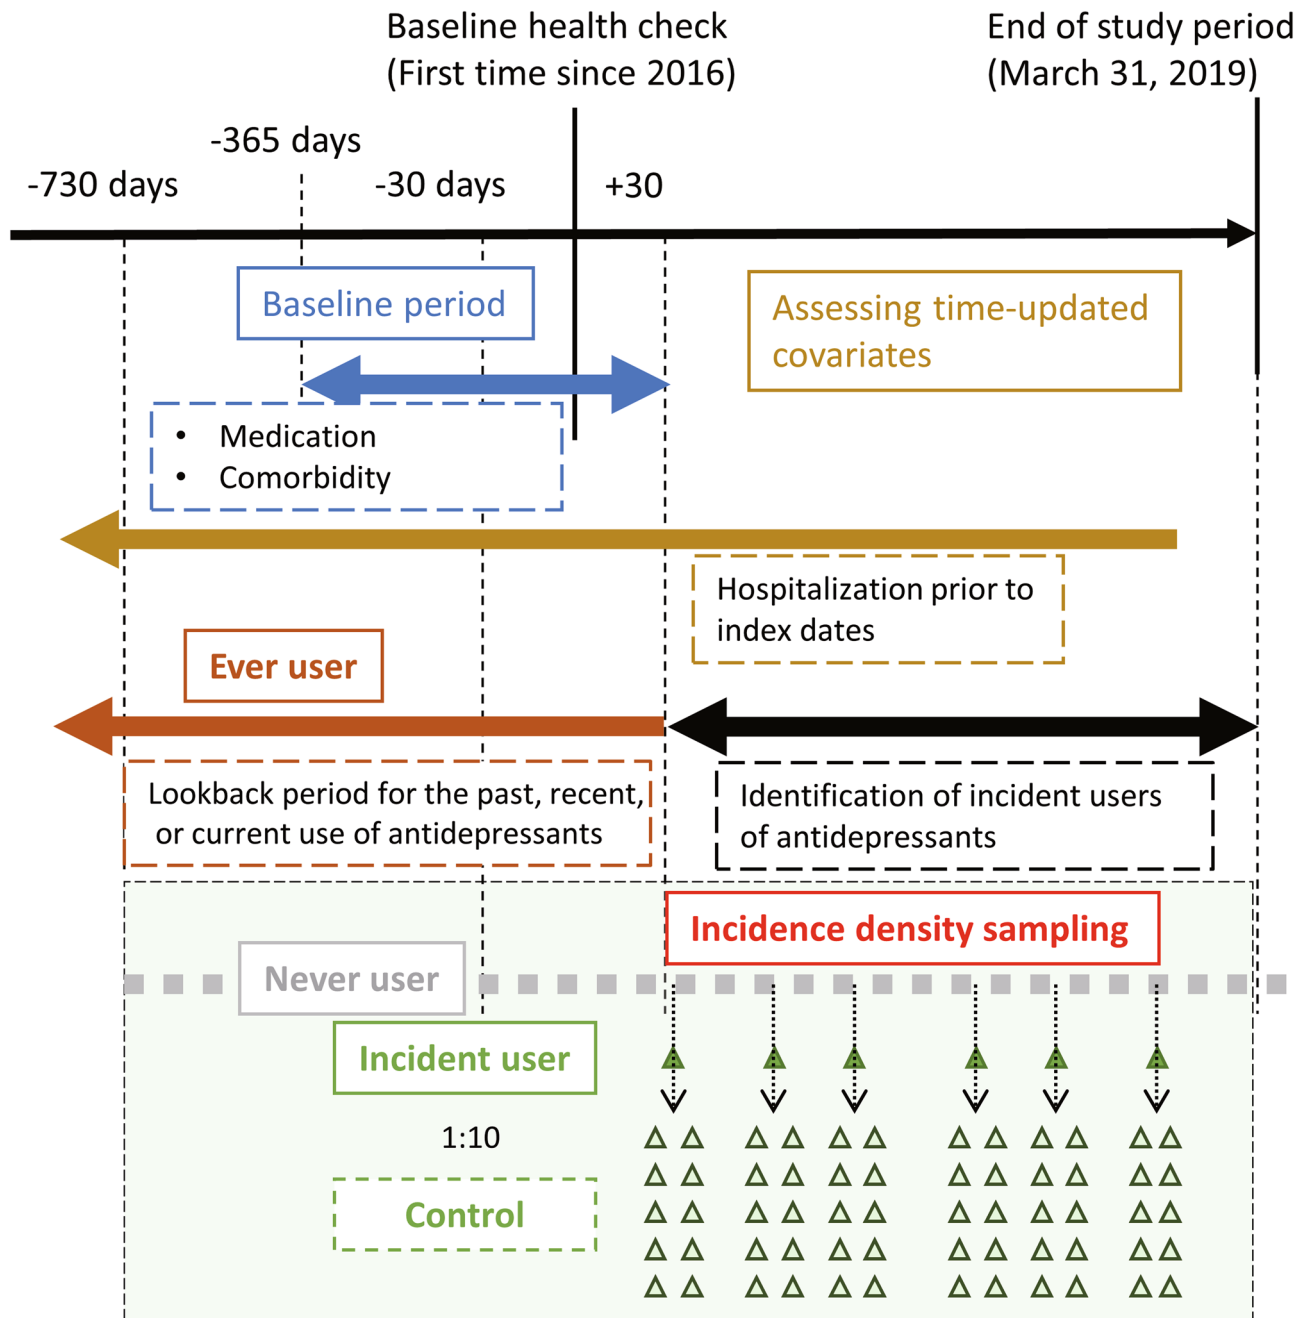 Baseline health check
(First time since 2016)
End of study period
(March 31, 2019)
-365 days
-730 days
-30 days
+30
Baseline period
Assessing time-updated
covariates
• Medication
• Comorbidity
Hospitalization prior to
index dates
Ever user
Lookback period for the past, recent,
or current use of antidepressants
Identification of incident users
of antidepressants
Incidence density sampling
Never user
Incident user
1:10
Control